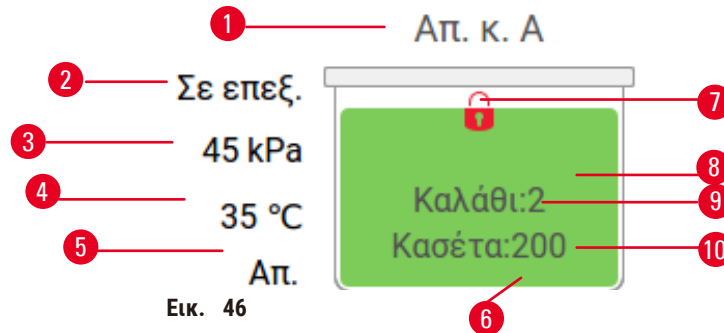 1 Απ. κ. Α
2 Σε επεξ. 7
3 45 kPa 8
4 35 °C Καλάθι:2 9
5 Απ. Κασέτα:200 10
Εικ. 46 6